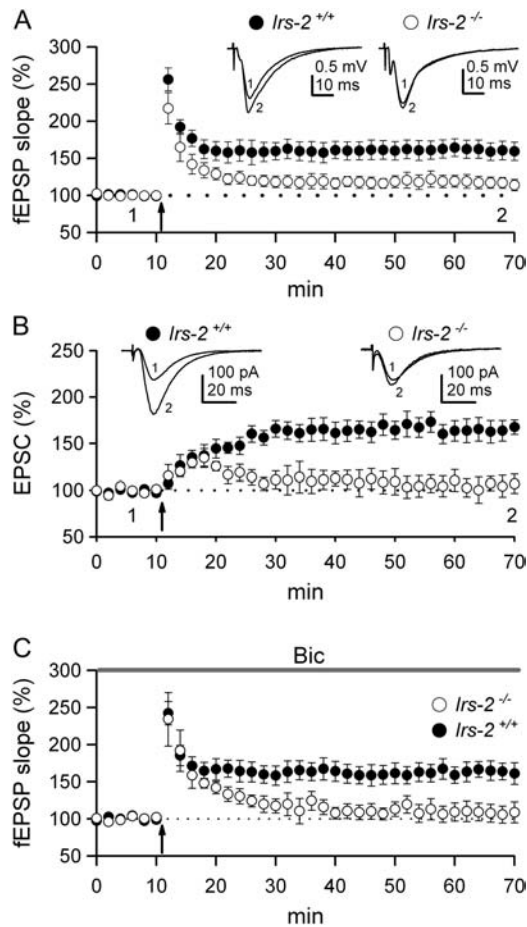 A
● Irs-2 +/+ ○ Irs-2 -/-
fEPSP slope (%)
300
250
200
150
100
50
1
2
0.5 mV
10 ms
1
2
0.5 mV
10 ms
1
2
0 10 20 30 40 50 60 70
min
B
● Irs-2 +/+ ○ Irs-2 -/-
EPSC (%)
250
200
150
100
50
1
2
100 pA
20 ms
1
2
100 pA
20 ms
1
2
0 10 20 30 40 50 60 70
min
C
Bic
fEPSP slope (%)
300
250
200
150
100
50
○ Irs-2 -/-
● Irs-2 +/+
0 10 20 30 40 50 60 70
min